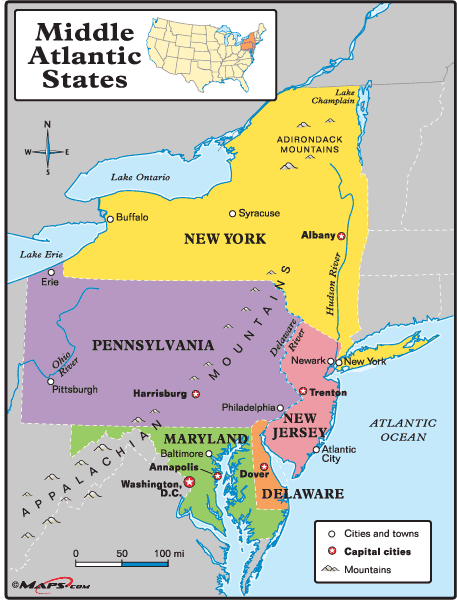 Middle
Atlantic
States
Lake
Champlain
ADIRONDACK
MOUNTAINS
N
W
E
S
Lake Ontario
Buffalo
Syracuse
Albany
NEW YORK
Lake Erie
Hudson River
Erie
APPALACHIAN MOUNTAINS
Delaware
River
PENNSYLVANIA
Ohio
River
Newark
New York
Pittsburgh
Harrisburg
Trenton
Philadelphia
NEW
JERSEY
ATLANTIC
OCEAN
MARYLAND
Baltimore
Atlantic
City
Annapolis
Dover
Washington,
D.C.
DELAWARE
Cities and towns
Capital cities
Mountains
0 50 100 mi
©MAPS.COM